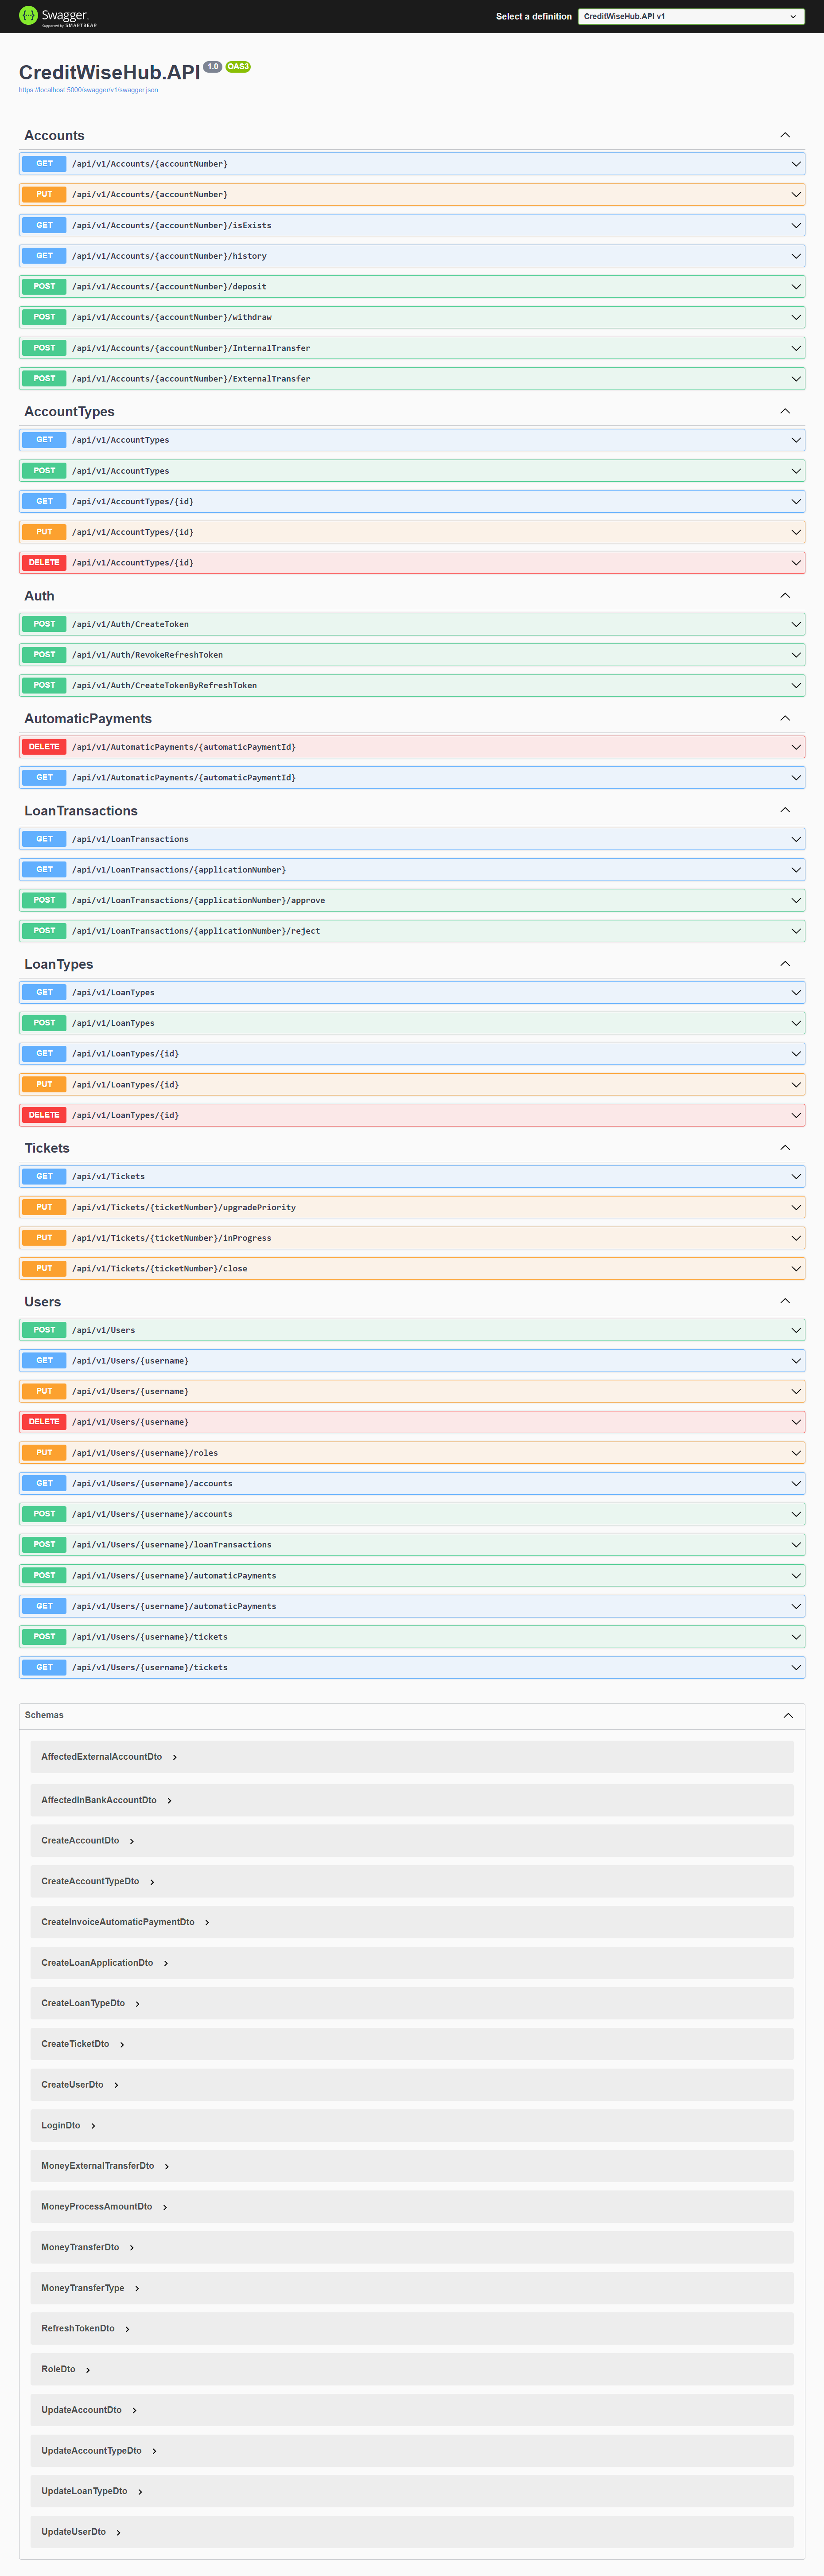 Swagger.
Supported by SMARTBEAR
Select a definition
CreditWiseHub.API v1
CreditWiseHub.API 1.0 OAS3
https://localhost:5000/swagger/v1/swagger.json
Accounts
GET /api/v1/Accounts/{accountNumber}
PUT /api/v1/Accounts/{accountNumber}
GET /api/v1/Accounts/{accountNumber}/isExists
GET /api/v1/Accounts/{accountNumber}/history
POST /api/v1/Accounts/{accountNumber}/deposit
POST /api/v1/Accounts/{accountNumber}/withdraw
POST /api/v1/Accounts/{accountNumber}/InternalTransfer
POST /api/v1/Accounts/{accountNumber}/ExternalTransfer
AccountTypes
GET /api/v1/AccountTypes
POST /api/v1/AccountTypes
GET /api/v1/AccountTypes/{id}
PUT /api/v1/AccountTypes/{id}
DELETE /api/v1/AccountTypes/{id}
Auth
POST /api/v1/Auth/CreateToken
POST /api/v1/Auth/RevokeRefreshToken
POST /api/v1/Auth/CreateTokenByRefreshToken
AutomaticPayments
DELETE /api/v1/AutomaticPayments/{automaticPaymentId}
GET /api/v1/AutomaticPayments/{automaticPaymentId}
LoanTransactions
GET /api/v1/LoanTransactions
GET /api/v1/LoanTransactions/{applicationNumber}
POST /api/v1/LoanTransactions/{applicationNumber}/approve
POST /api/v1/LoanTransactions/{applicationNumber}/reject
LoanTypes
GET /api/v1/LoanTypes
POST /api/v1/LoanTypes
GET /api/v1/LoanTypes/{id}
PUT /api/v1/LoanTypes/{id}
DELETE /api/v1/LoanTypes/{id}
Tickets
GET /api/v1/Tickets
PUT /api/v1/Tickets/{ticketNumber}/upgradePriority
PUT /api/v1/Tickets/{ticketNumber}/inProgress
PUT /api/v1/Tickets/{ticketNumber}/close
Users
POST /api/v1/Users
GET /api/v1/Users/{username}
PUT /api/v1/Users/{username}
DELETE /api/v1/Users/{username}
PUT /api/v1/Users/{username}/roles
GET /api/v1/Users/{username}/accounts
POST /api/v1/Users/{username}/accounts
POST /api/v1/Users/{username}/loanTransactions
POST /api/v1/Users/{username}/automaticPayments
GET /api/v1/Users/{username}/automaticPayments
POST /api/v1/Users/{username}/tickets
GET /api/v1/Users/{username}/tickets
Schemas
AffectedExternalAccountDto
AffectedInBankAccountDto
CreateAccountDto
CreateAccountTypeDto
CreateInvoiceAutomaticPaymentDto
CreateLoanApplicationDto
CreateLoanTypeDto
CreateTicketDto
CreateUserDto
LoginDto
MoneyExternalTransferDto
MoneyProcessAmountDto
MoneyTransferDto
MoneyTransferType
RefreshTokenDto
RoleDto
UpdateAccountDto
UpdateAccountTypeDto
UpdateLoanTypeDto
UpdateUserDto